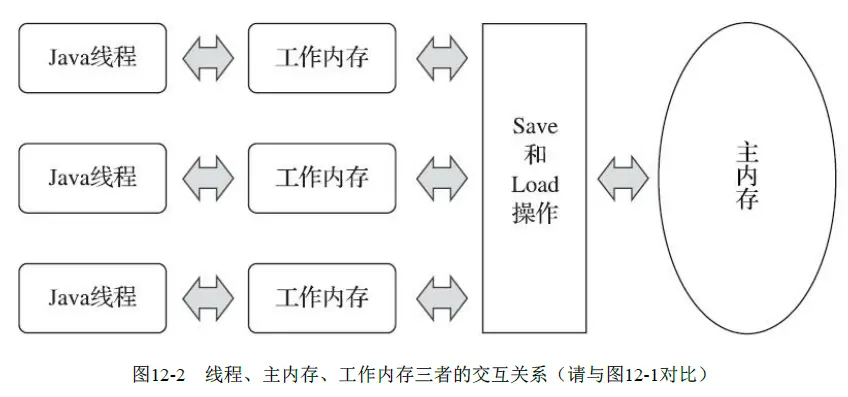 Java线程
工作内存
Java线程
工作内存
Java线程
工作内存
Save
和
Load
操作
主
内
存
图12-2 线程、主内存、工作内存三者的交互关系（请与图12-1对比）